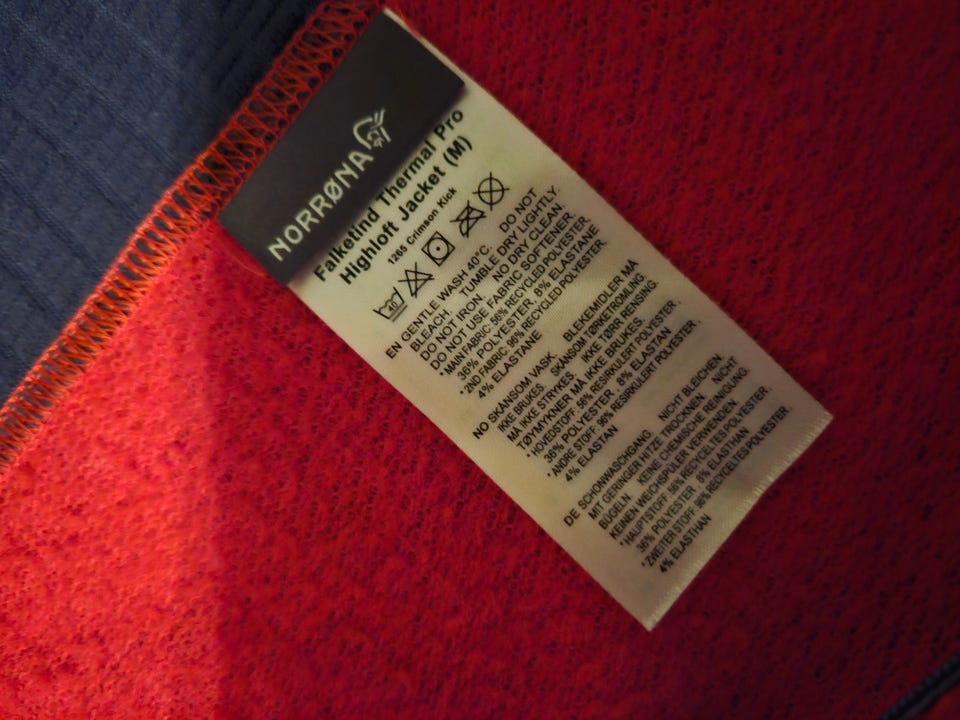 NORRØNA
Falketind Thermal Pro
Highloft Jacket (M)
1265 Crimson Kick
40
EN GENTLE WASH 40°C. DO NOT
BLEACH TUMBLE DRY LIGHTLY.
DO NOT IRON. NO DRY CLEAN.
DO NOT USE FABRIC SOFTENER
*MAIN FABRIC: 56% RECYCLED POLYESTER,
36% POLYESTER, 8% ELASTANE
*2ND FABRIC: 96% RECYCLED POLYESTER,
4% ELASTANE
NO SKÅNSOM VASK. BLEKEMIDLER MÅ
IKKE BRUKES. SKÅNSOM TØRKETROMLING.
MÅ IKKE STRYKES. IKKE TØRR RENSING.
TØYMYKNER MÅ IKKE BRUKES.
*HOVEDSTOFF: 56% RESIRKULERT POLYESTER,
36% POLYESTER, 8% ELASTAN
*ANDRE STOFF: 96% RESIRKULERT POLYESTER,
4% ELASTAN
DE SCHONWASCHGANG. NICHT BLEICHEN.
MIT GERINGER HITZE TROCKNEN. NICHT
BÜGELN. KEINE CHEMISCHE REINIGUNG.
KEINEN WEICHSPÜLER VERWENDEN.
*HAUPTSTOFF: 56% RECYCELTES POLYESTER,
36% POLYESTER, 8% ELASTHAN
*ZWEITER STOFF: 96% RECYCELTES POLYESTER,
4% ELASTHAN